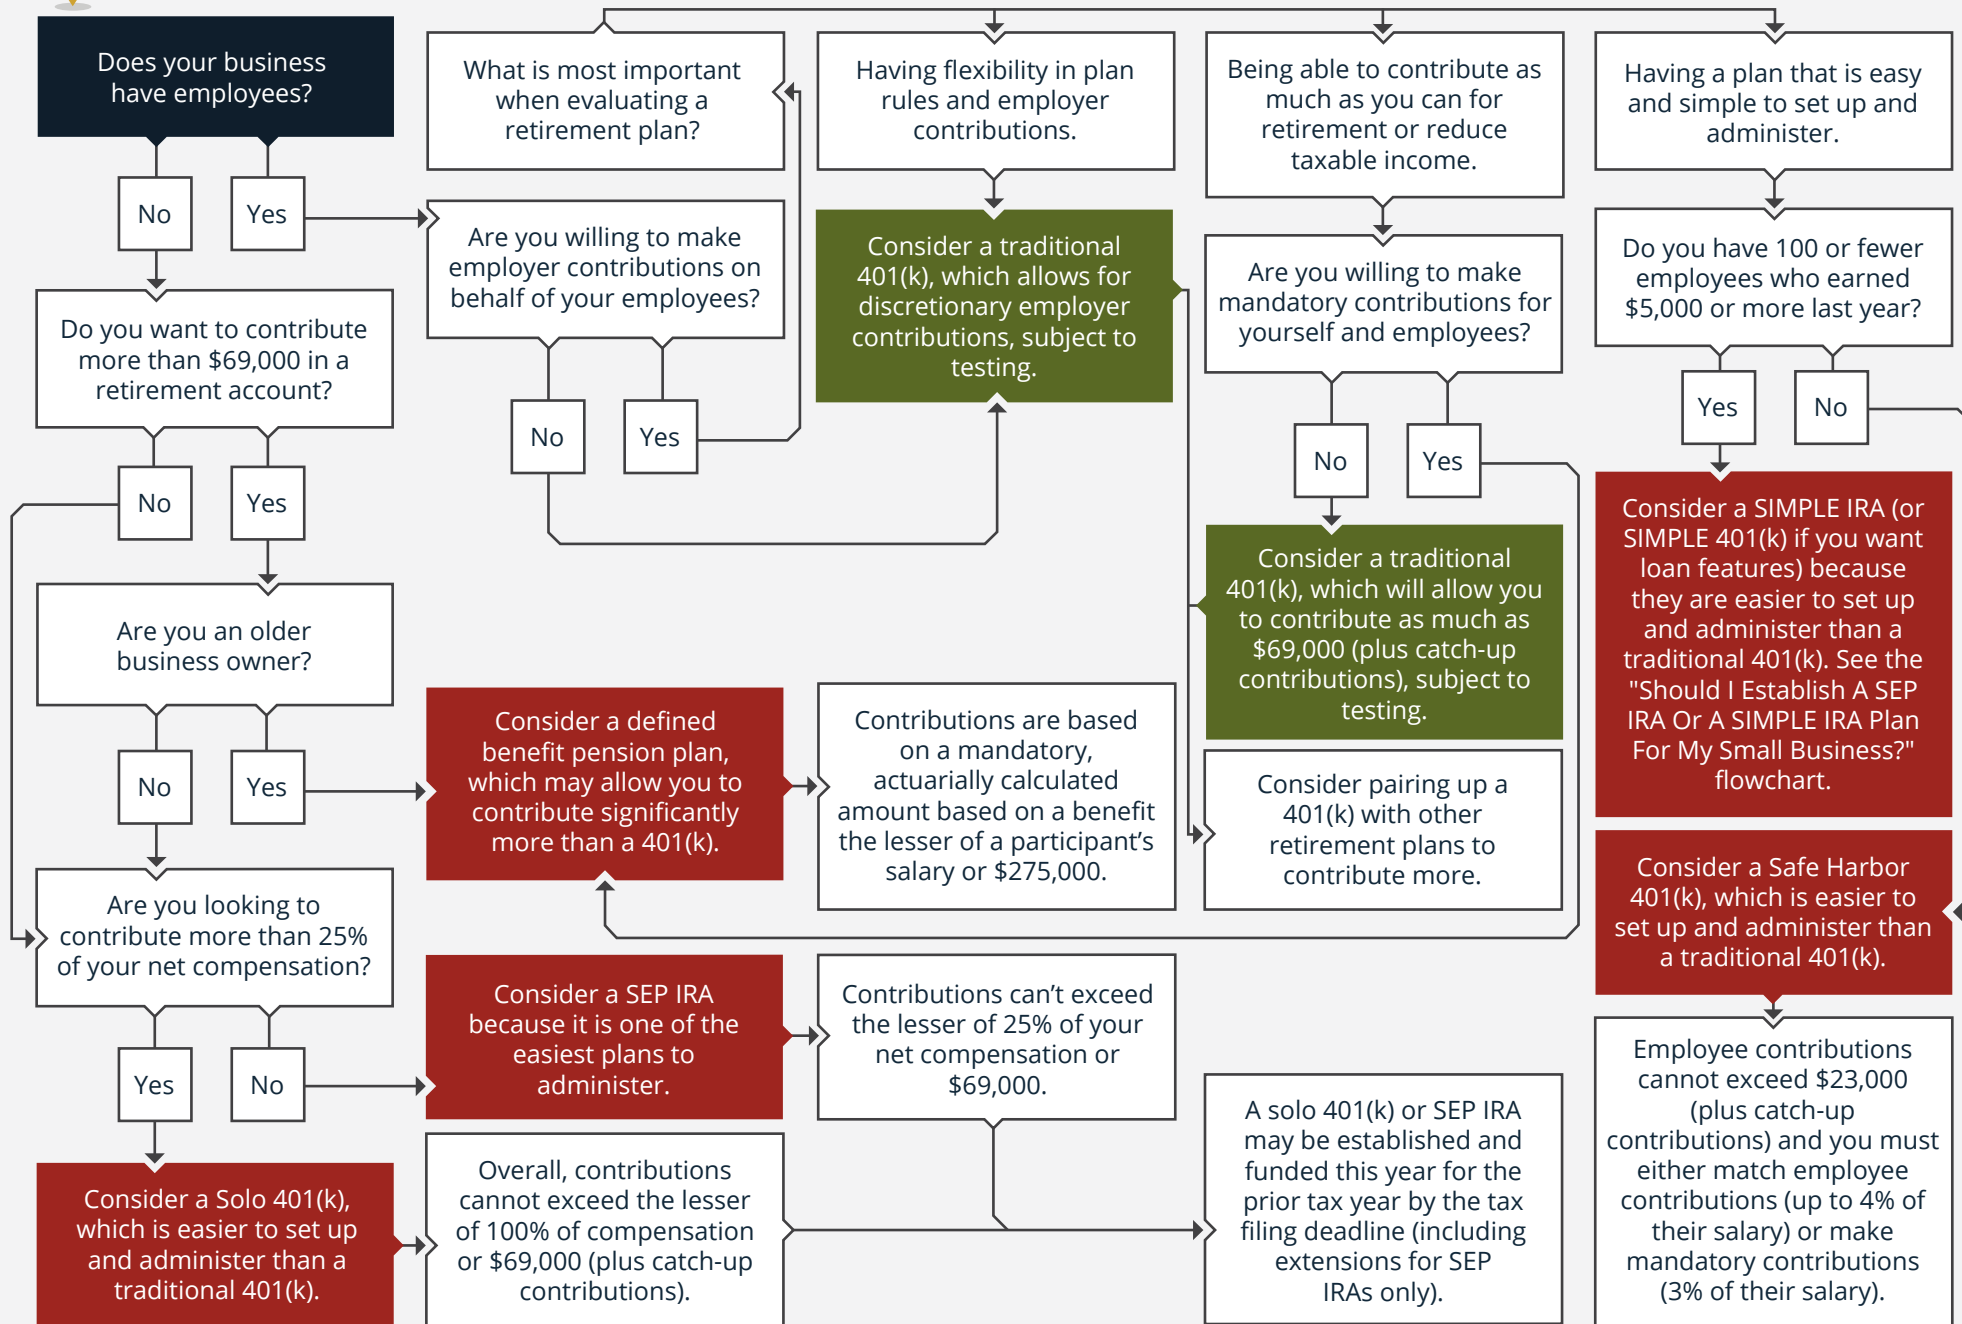 Does your business
have employees?
No
Yes
Do you want to contribute
more than $69,000 in a
retirement account?
No
Yes
Are you an older
business owner?
No
Yes
Are you looking to
contribute more than 25%
of your net compensation?
Yes
No
Consider a Solo 401(k),
which is easier to set up
and administer than a
traditional 401(k).
What is most important
when evaluating a
retirement plan?
Are you willing to make
employer contributions on
behalf of your employees?
No
Yes
Consider a defined
benefit pension plan,
which may allow you to
contribute significantly
more than a 401(k).
Consider a SEP IRA
because it is one of the
easiest plans to
administer.
Overall, contributions
cannot exceed the lesser
of 100% of compensation
or $69,000 (plus catch-up
contributions).
Having flexibility in plan
rules and employer
contributions.
Consider a traditional
401(k), which allows for
discretionary employer
contributions, subject to
testing.
Contributions are based
on a mandatory,
actuarially calculated
amount based on a benefit
the lesser of a participant's
salary or $275,000.
Contributions can't exceed
the lesser of 25% of your
net compensation or
$69,000.
Being able to contribute as
much as you can for
retirement or reduce
taxable income.
Are you willing to make
mandatory contributions for
yourself and employees?
No
Yes
Consider a traditional
401(k), which will allow you
to contribute as much as
$69,000 (plus catch-up
contributions), subject to
testing.
Consider pairing up a
401(k) with other
retirement plans to
contribute more.
A solo 401(k) or SEP IRA
may be established and
funded this year for the
prior tax year by the tax
filing deadline (including
extensions for SEP
IRAs only).
Having a plan that is easy
and simple to set up and
administer.
Do you have 100 or fewer
employees who earned
$5,000 or more last year?
Yes
No
Consider a SIMPLE IRA (or
SIMPLE 401(k) if you want
loan features) because
they are easier to set up
and administer than a
traditional 401(k). See the
"Should I Establish A SEP
IRA Or A SIMPLE IRA Plan
For My Small Business?"
flowchart.
Consider a Safe Harbor
401(k), which is easier to
set up and administer than
a traditional 401(k).
Employee contributions
cannot exceed $23,000
(plus catch-up
contributions) and you must
either match employee
contributions (up to 4% of
their salary) or make
mandatory contributions
(3% of their salary).